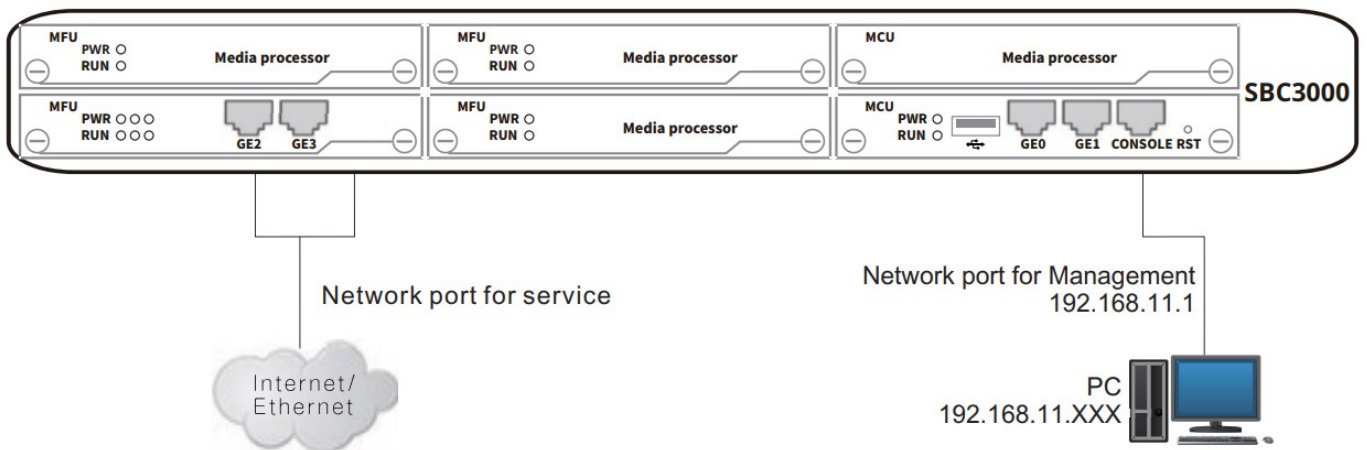 MFU
PWR
RUN
Media processor
MFU
PWR
RUN
Media processor
MCU
Media processor
SBC3000
MFU
PWR
RUN
GE2
GE3
MFU
PWR
RUN
Media processor
MCU
PWR
RUN
GE0
GE1
CONSOLE
RST
Network port for service
Internet/
Ethernet
Network port for Management
192.168.11.1
PC
192.168.11.XXX